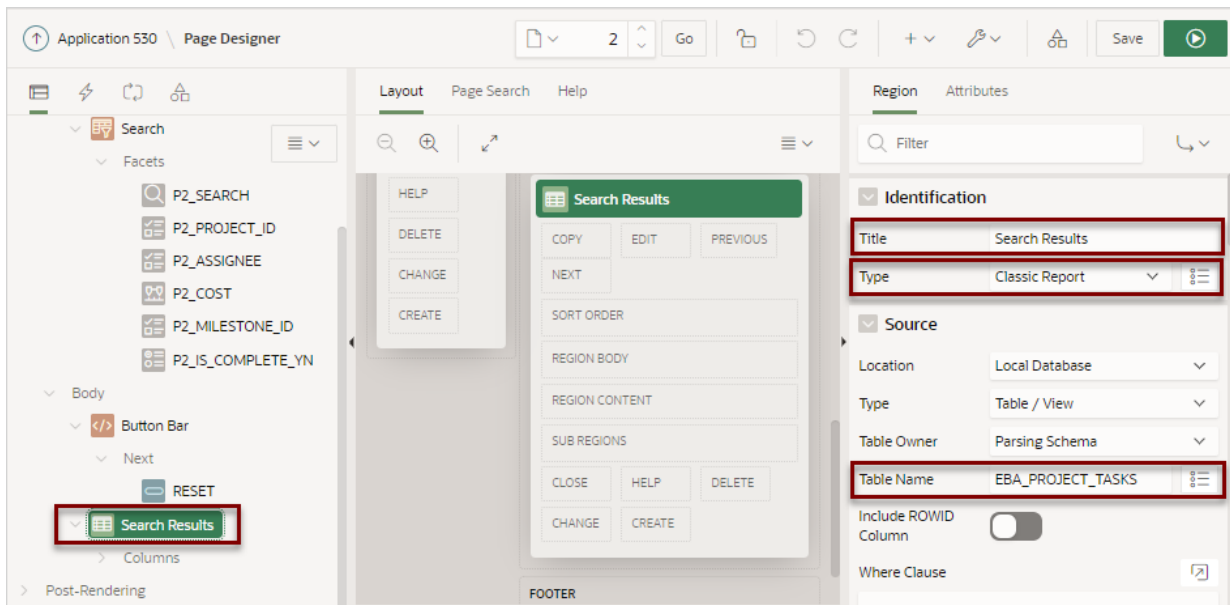 Application 530 \ Page Designer
2
Go
Save
Search
Facets
P2_SEARCH
P2_PROJECT_ID
P2_ASSIGNEE
P2_COST
P2_MILESTONE_ID
P2_IS_COMPLETE_YN
Body
Button Bar
Next
RESET
Search Results
Columns
Post-Rendering
Layout Page Search Help
HELP
DELETE
CHANGE
CREATE
Search Results
COPY EDIT PREVIOUS
NEXT
SORT ORDER
REGION BODY
REGION CONTENT
SUB REGIONS
CLOSE HELP DELETE
CHANGE CREATE
FOOTER
Region Attributes
Filter
Identification
Title Search Results
Type Classic Report
Source
Location Local Database
Type Table / View
Table Owner Parsing Schema
Table Name EBA_PROJECT_TASKS
Include ROWID
Column
Where Clause